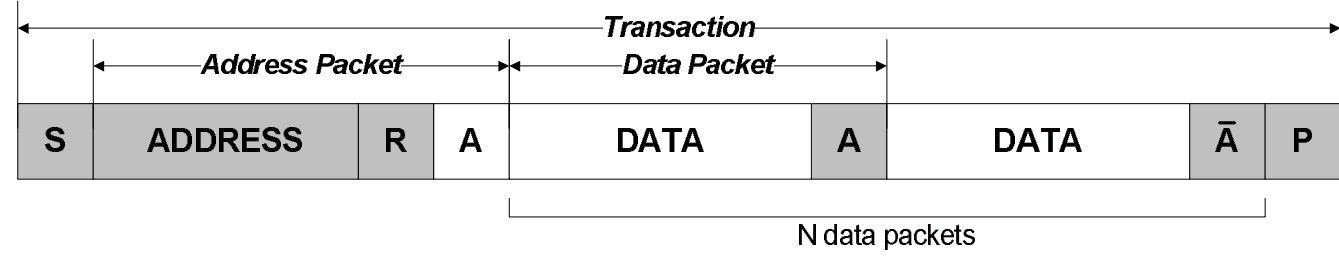 Transaction
Address Packet Data Packet
S ADDRESS R A DATA A DATA A̅ P
N data packets